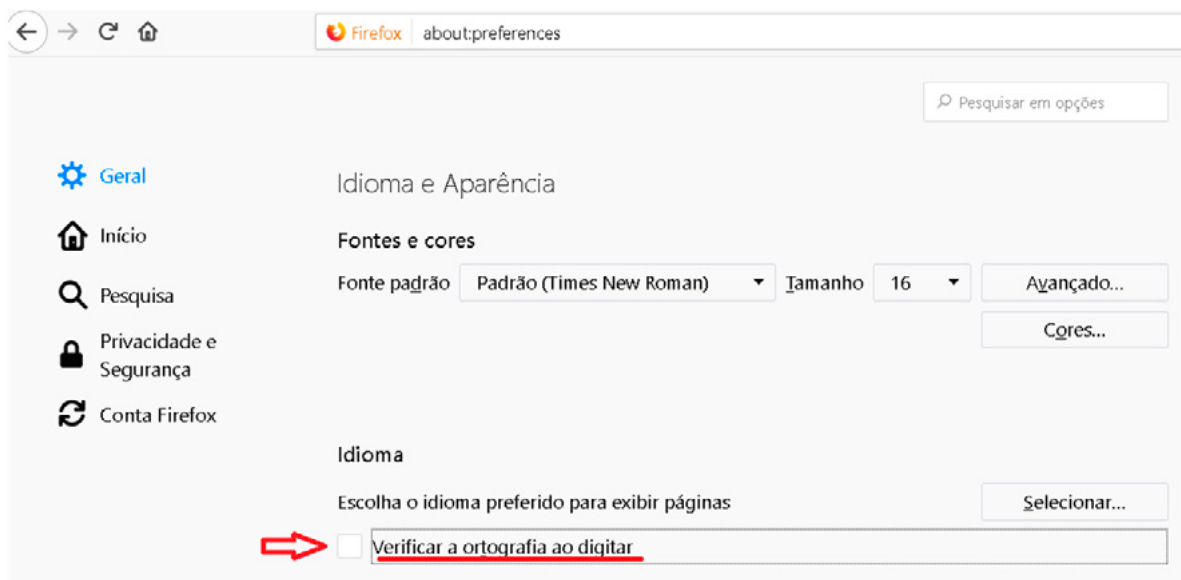 Firefox about:preferences
Pesquisar em opções
Geral
Início
Pesquisa
Privacidade e
Segurança
Conta Firefox
Idioma e Aparência
Fontes e cores
Fonte padrão Padrão (Times New Roman) Tamanho 16 Avançado...
Cores...
Idioma
Escolha o idioma preferido para exibir páginas Selecionar...
Verificar a ortografia ao digitar